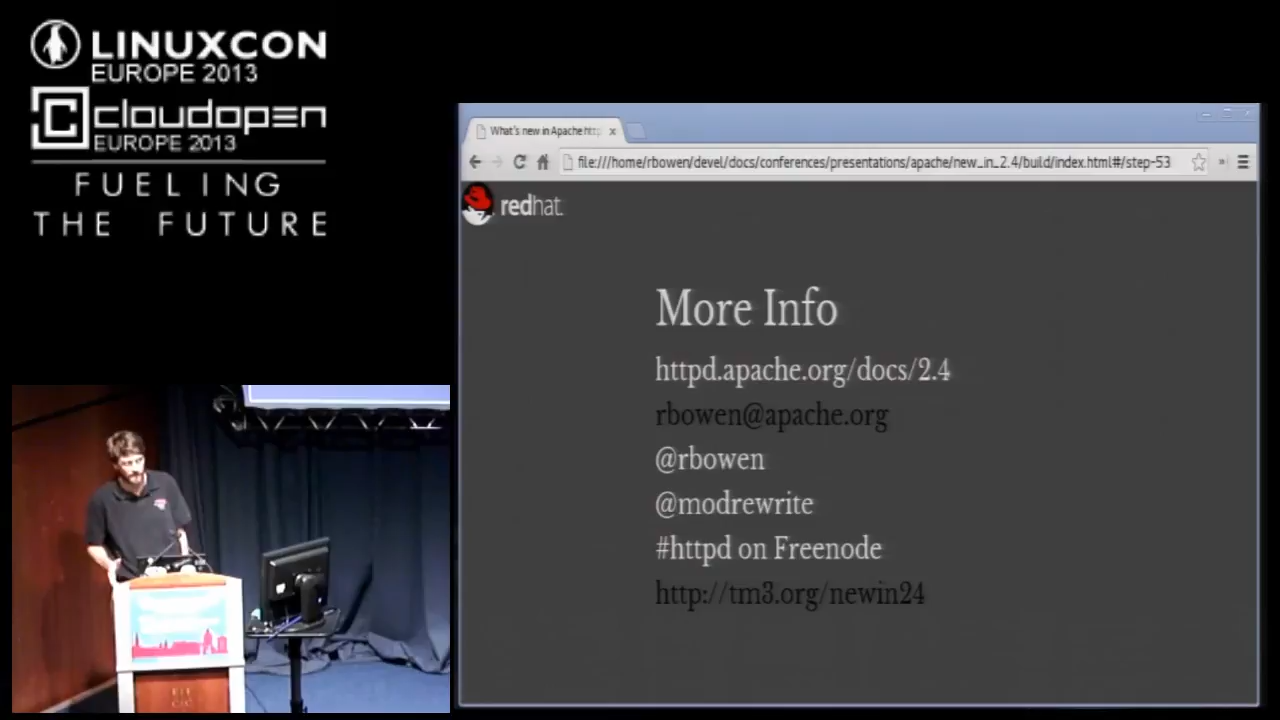 LINUXCON
EUROPE 2013
cloudopen
EUROPE 2013
FUELING
THE FUTURE
What's new in Apache http
file:///home/rbowen/devel/docs/conferences/presentations/apache/new_in_2.4/build/index.html#/step-53
redhat.
More Info
httpd.apache.org/docs/2.4
rbowen@apache.org
@rbowen
@modrewrite
#httpd on Freenode
http://tm3.org/newin24